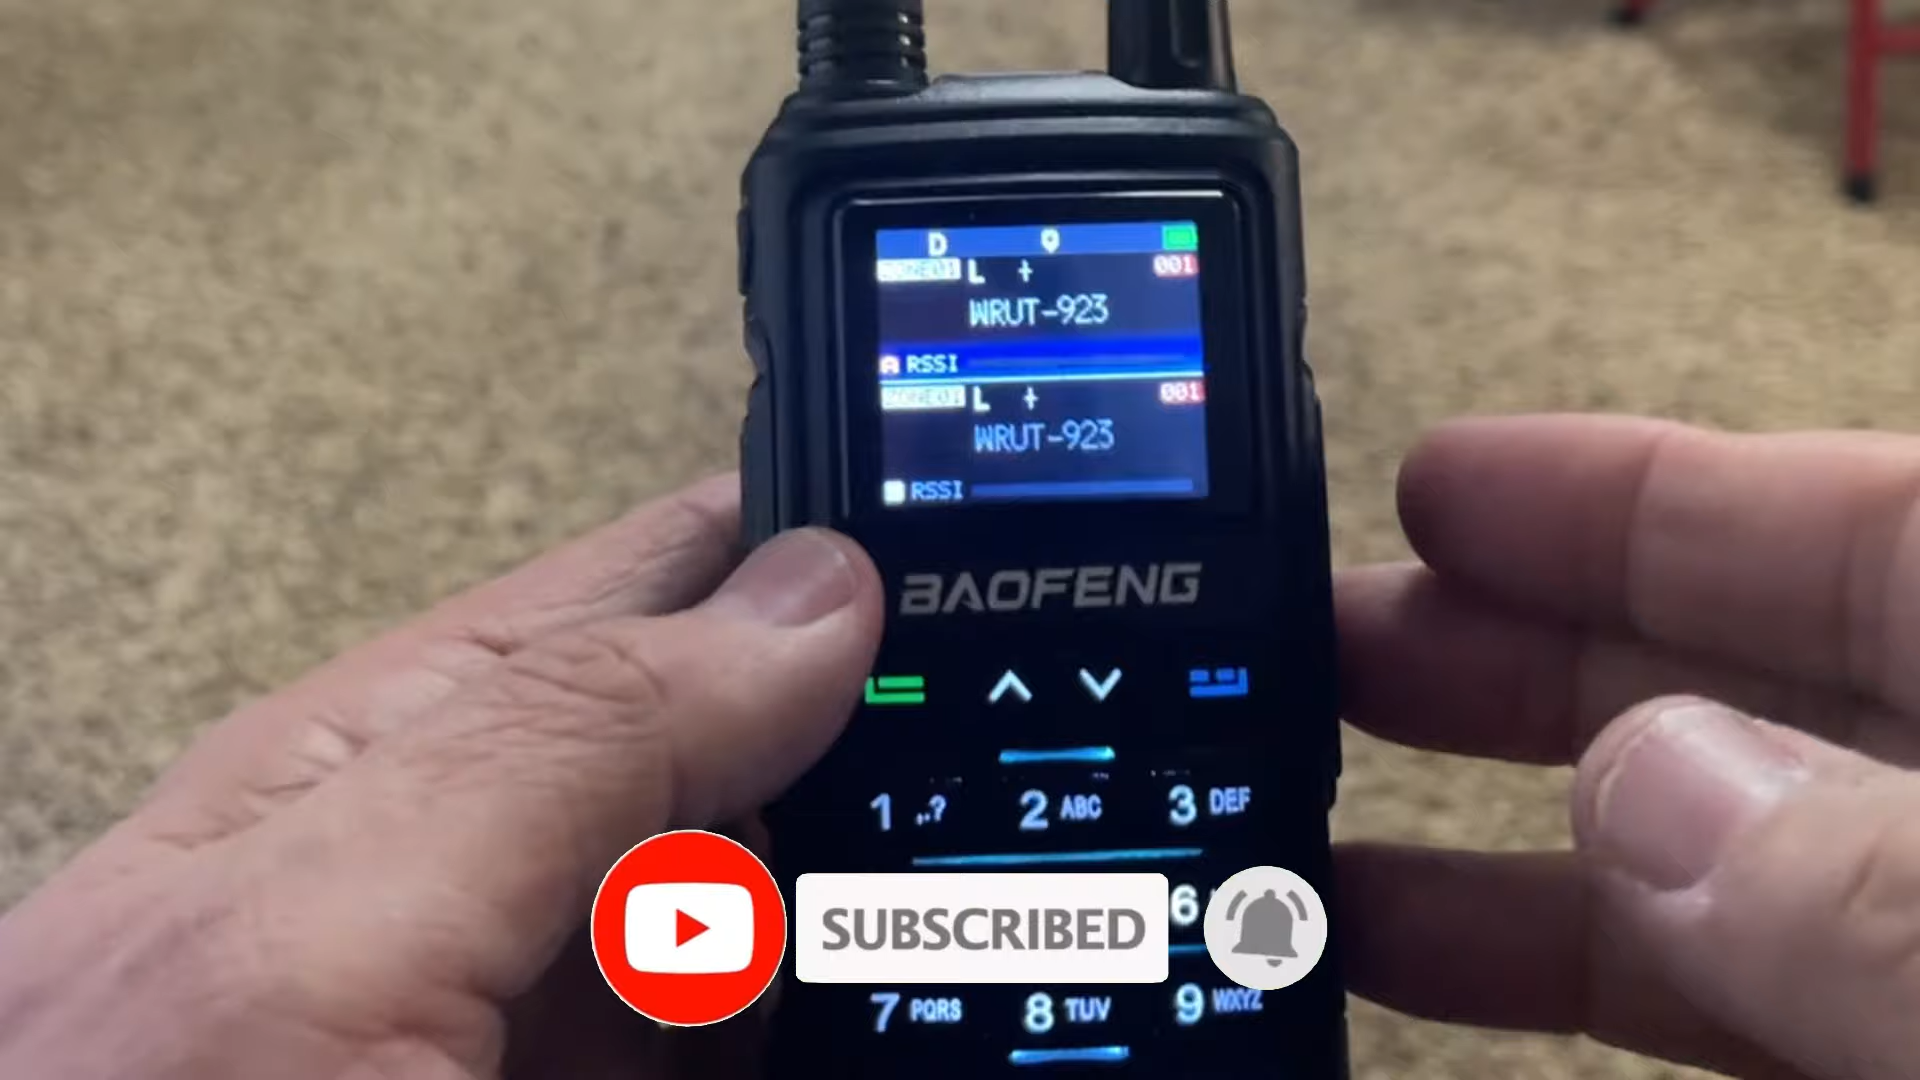 D
ZONE01 L + 001
WRUT-923
A RSSI
ZONE01 L + 001
WRUT-923
RSSI
BAOFENG
1 ,.? 2 ABC 3 DEF
SUBSCRIBED 6
7 PQRS 8 TUV 9 WXYZ